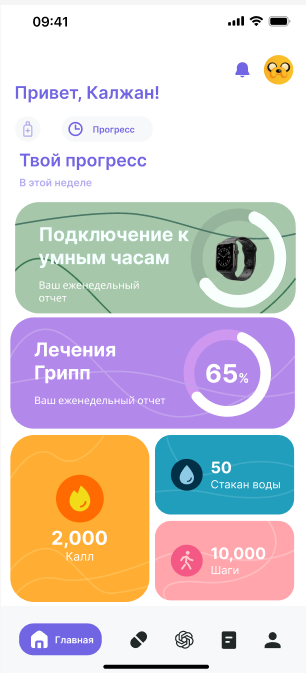 09:41
Привет, Калжан!
Прогресс
Твой прогресс
В этой неделе
Подключение к
умным часам
Ваш еженедельный
отчет
Лечения
Грипп
65%
Ваш еженедельный отчет
50
Стакан воды
2,000
Калл
10,000
Шаги
Главная